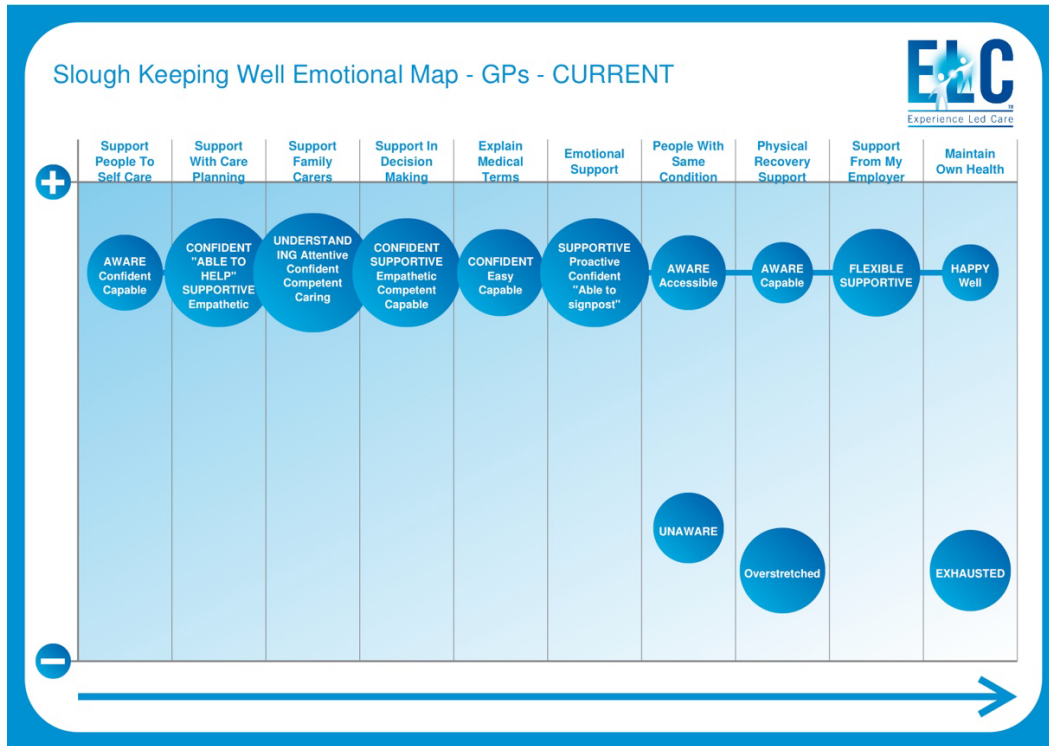 Slough Keeping Well Emotional Map - GPs - CURRENT
ELC
TM
Experience Led Care
Support
People To
Self Care
Support
With Care
Planning
Support
Family
Carers
Support In
Decision
Making
Explain
Medical
Terms
Emotional
Support
People With
Same
Condition
Physical
Recovery
Support
Support
From My
Employer
Maintain
Own Health
+
AWARE
Confident
Capable
CONFIDENT
"ABLE TO
HELP"
SUPPORTIVE
Empathetic
UNDERSTAND
ING Attentive
Confident
Competent
Caring
CONFIDENT
SUPPORTIVE
Empathetic
Competent
Capable
CONFIDENT
Easy
Capable
SUPPORTIVE
Proactive
Confident
"Able to
signpost"
AWARE
Accessible
AWARE
Capable
FLEXIBLE
SUPPORTIVE
HAPPY
Well
UNAWARE
Overstretched
EXHAUSTED
−